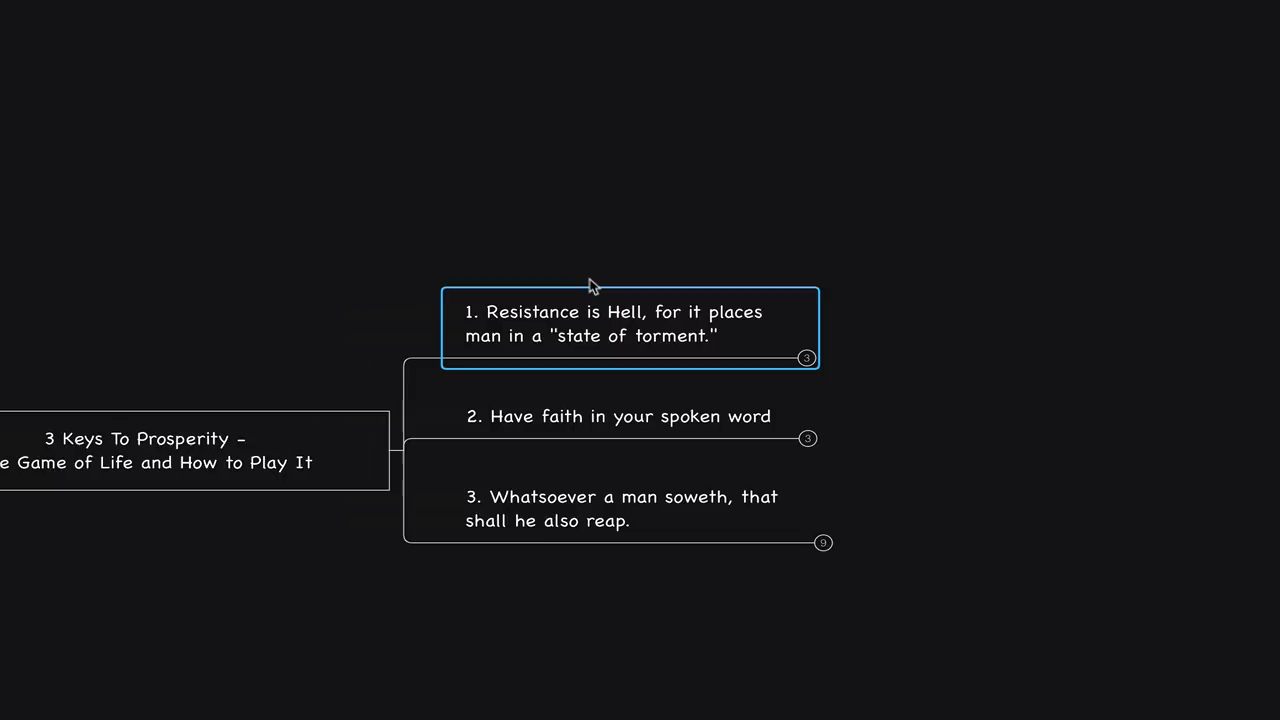 1. Resistance is Hell, for it places
man in a "state of torment."
3
2. Have faith in your spoken word
3
3 Keys To Prosperity –
e Game of Life and How to Play It
3. Whatsoever a man soweth, that
shall he also reap.
9